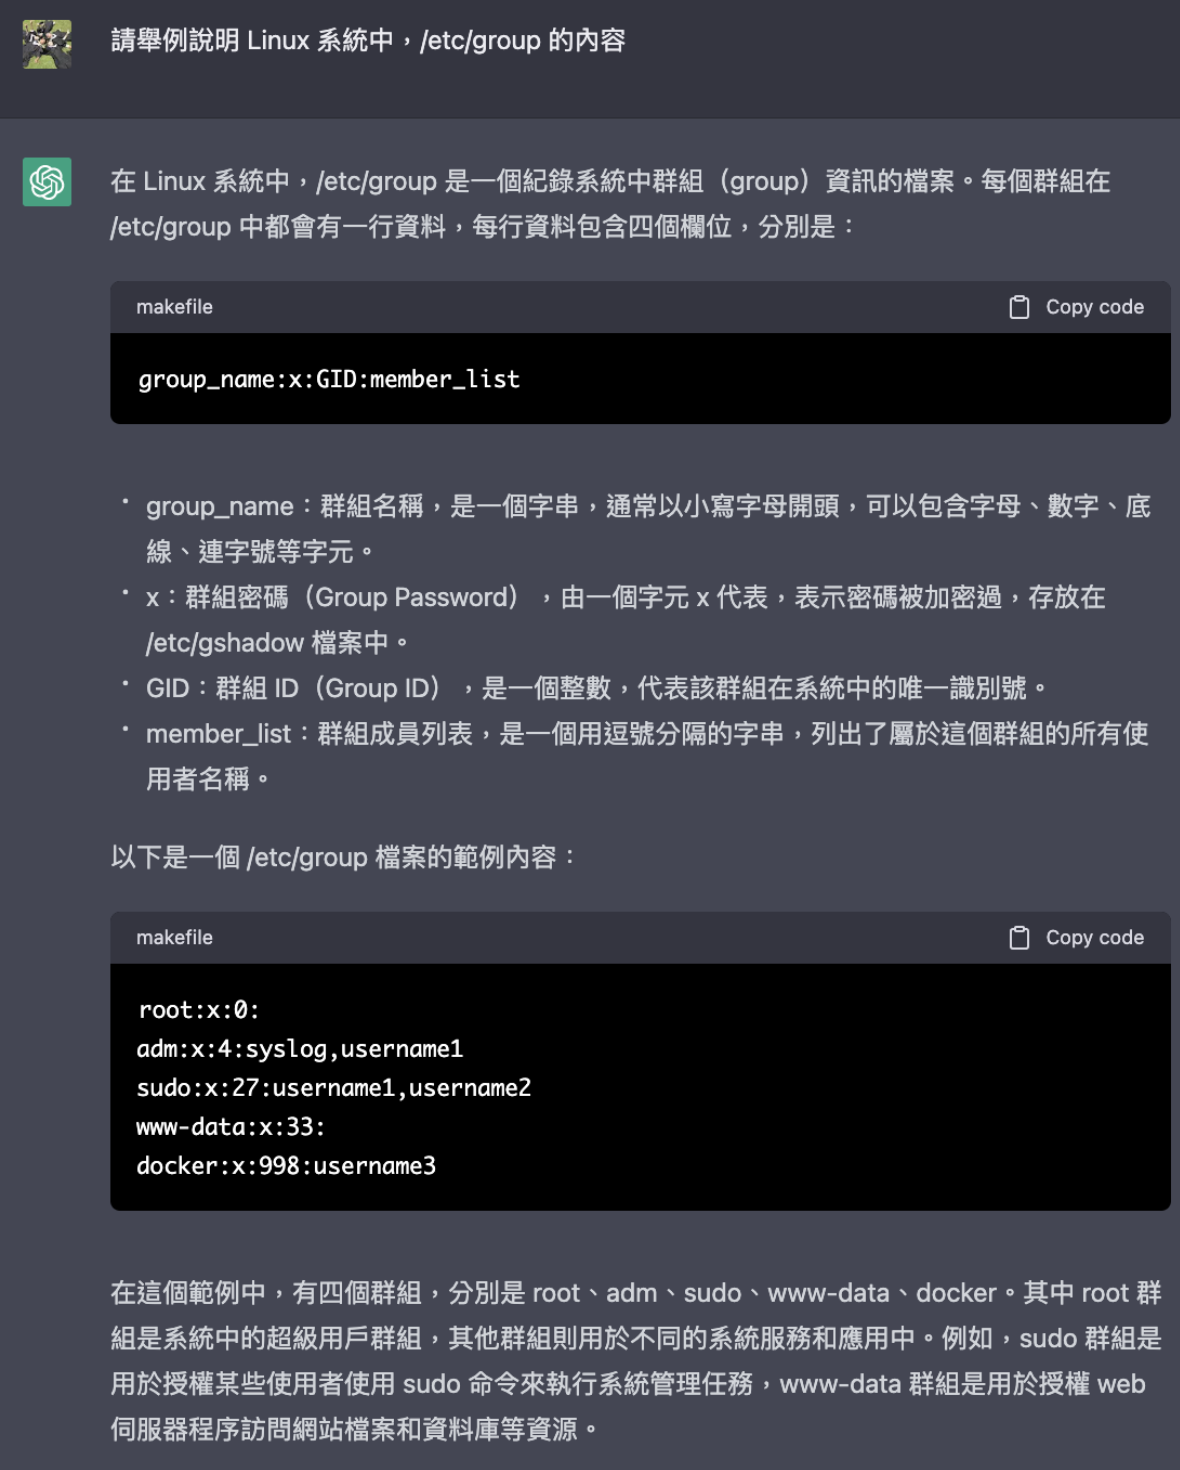 請舉例說明 Linux 系統中，/etc/group 的內容
在 Linux 系統中，/etc/group 是一個紀錄系統中群組（group）資訊的檔案。每個群組在
/etc/group 中都會有一行資料，每行資料包含四個欄位，分別是：
makefile
Copy code
group_name:x:GID:member_list
• group_name：群組名稱，是一個字串，通常以小寫字母開頭，可以包含字母、數字、底
線、連字號等字元。
• x：群組密碼（Group Password），由一個字元 x 代表，表示密碼被加密過，存放在
/etc/gshadow 檔案中。
• GID：群組 ID（Group ID），是一個整數，代表該群組在系統中的唯一識別號。
• member_list：群組成員列表，是一個用逗號分隔的字串，列出了屬於這個群組的所有使
用者名稱。
以下是一個 /etc/group 檔案的範例內容：
makefile
Copy code
root:x:0:
adm:x:4:syslog,username1
sudo:x:27:username1,username2
www-data:x:33:
docker:x:998:username3
在這個範例中，有四個群組，分別是 root、adm、sudo、www-data、docker。其中 root 群
組是系統中的超級用戶群組，其他群組則用於不同的系統服務和應用中。例如，sudo 群組是
用於授權某些使用者使用 sudo 命令來執行系統管理任務，www-data 群組是用於授權 web
伺服器程序訪問網站檔案和資料庫等資源。